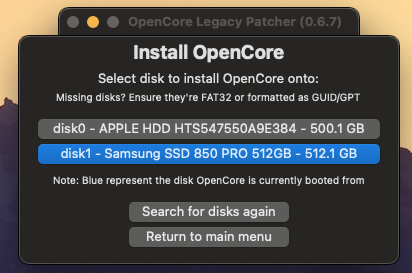 OpenCore Legacy Patcher (0.6.7)
Install OpenCore
Select disk to install OpenCore onto:
Missing disks? Ensure they're FAT32 or formatted as GUID/GPT
disk0 - APPLE HDD HTS547550A9E384 - 500.1 GB
disk1 - Samsung SSD 850 PRO 512GB - 512.1 GB
Note: Blue represent the disk OpenCore is currently booted from
Search for disks again
Return to main menu